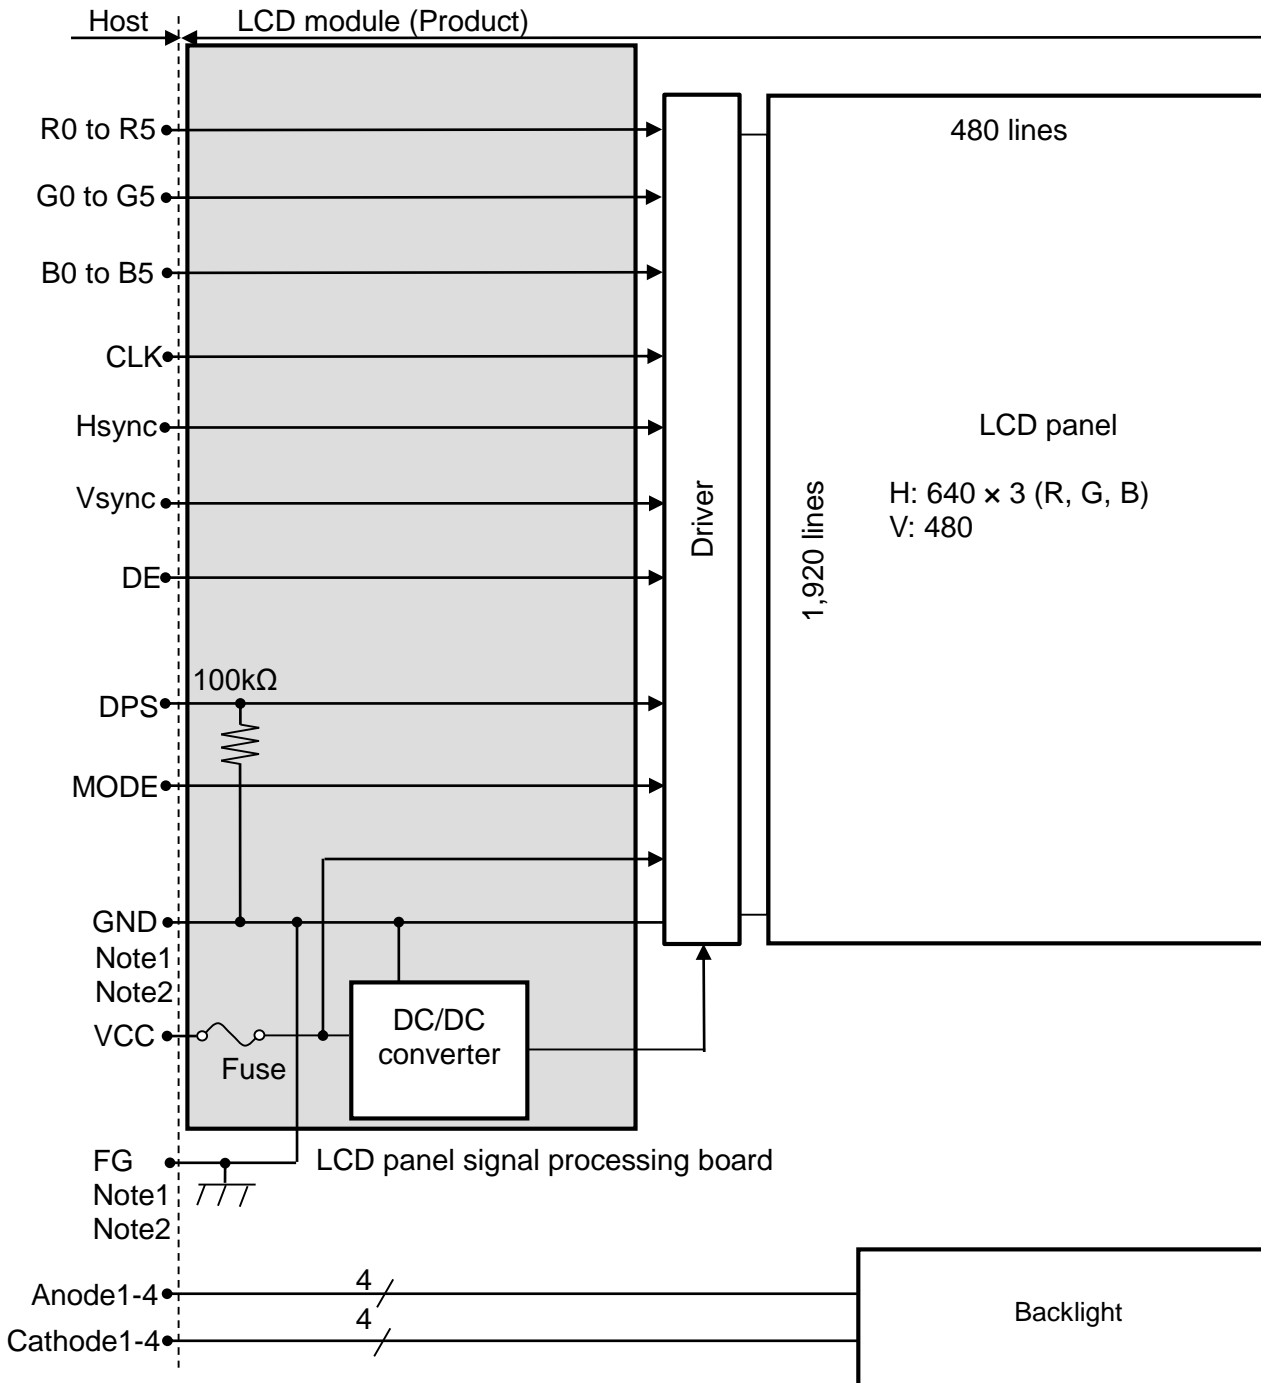 Host
LCD module (Product)
R0 to R5
480 lines
G0 to G5
B0 to B5
CLK
Hsync
LCD panel
Vsync
H: 640 × 3 (R, G, B)
V: 480
Driver
1,920 lines
DE
100kΩ
DPS
MODE
GND
Note1
Note2
VCC
Fuse
DC/DC
converter
FG
Note1
Note2
LCD panel signal processing board
Anode1-4
4
Backlight
Cathode1-4
4